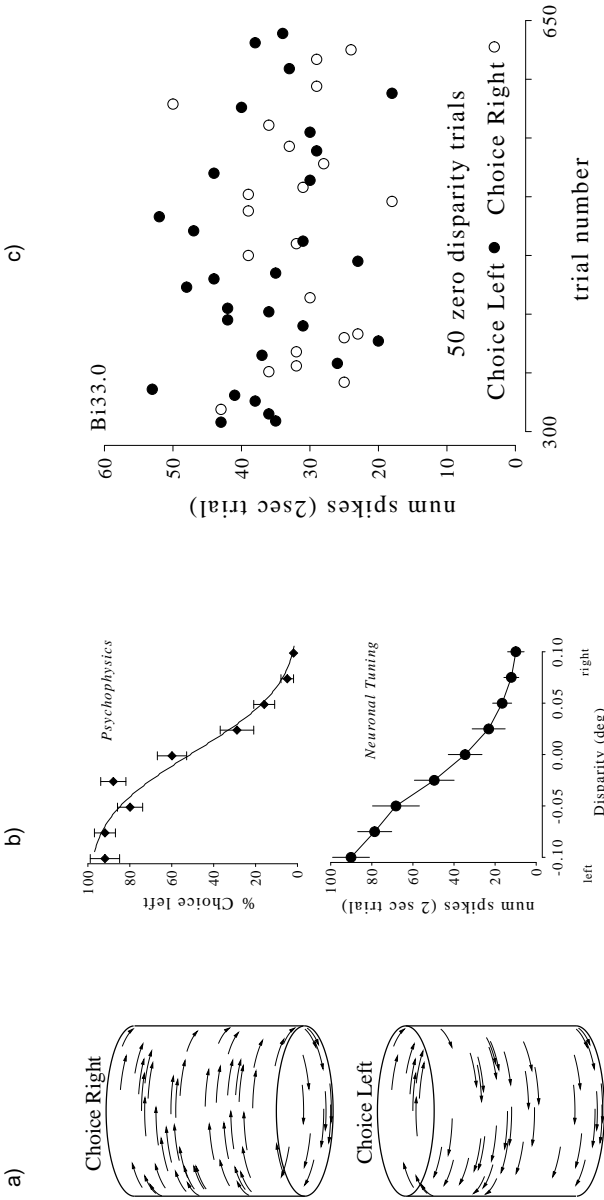 a)
Choice Right
Choice Left
b)
Psychophysics
% Choice left
100
80
60
40
20
0
Neuronal Tuning
num spikes (2 sec trial)
100
80
60
40
20
0
-0.10
-0.05
0.00
0.05
0.10
left
right
Disparity (deg)
c)
Bi33.0
num spikes (2sec trial)
60
50
40
30
20
10
0
50 zero disparity trials
Choice Left ● Choice Right ○
300
650
trial number